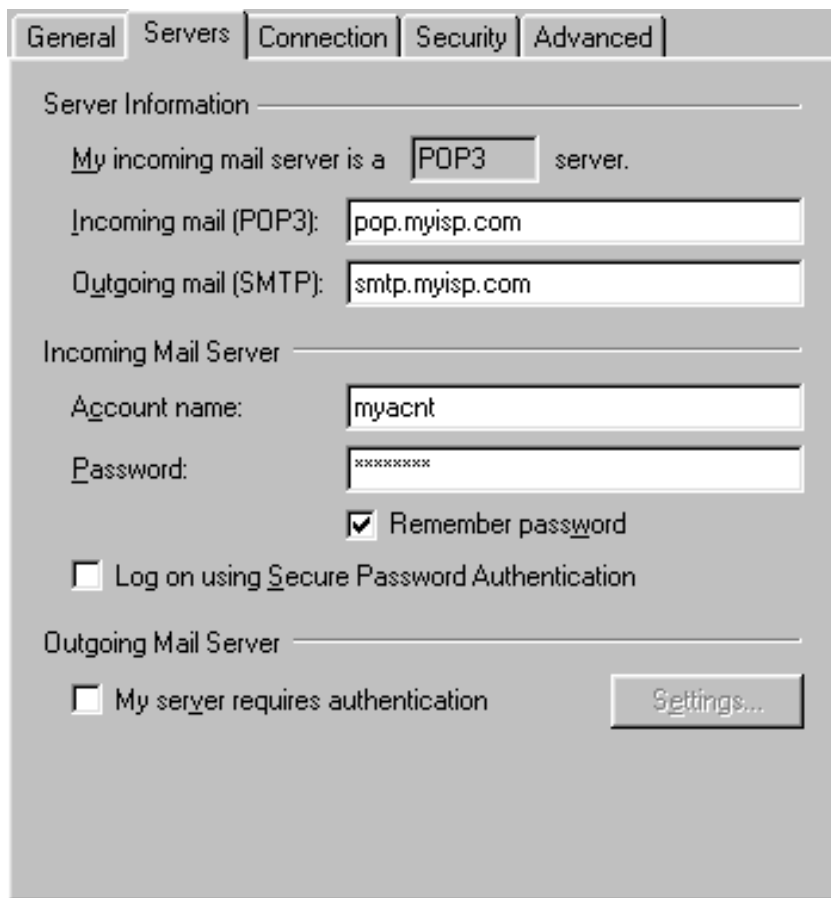 General Servers Connection Security Advanced
Server Information
My incoming mail server is a POP3 server.
Incoming mail (POP3): pop.myisp.com
Outgoing mail (SMTP): smtp.myisp.com
Incoming Mail Server
Account name: myacnt
Password: ********
Remember password
Log on using Secure Password Authentication
Outgoing Mail Server
My server requires authentication Settings...